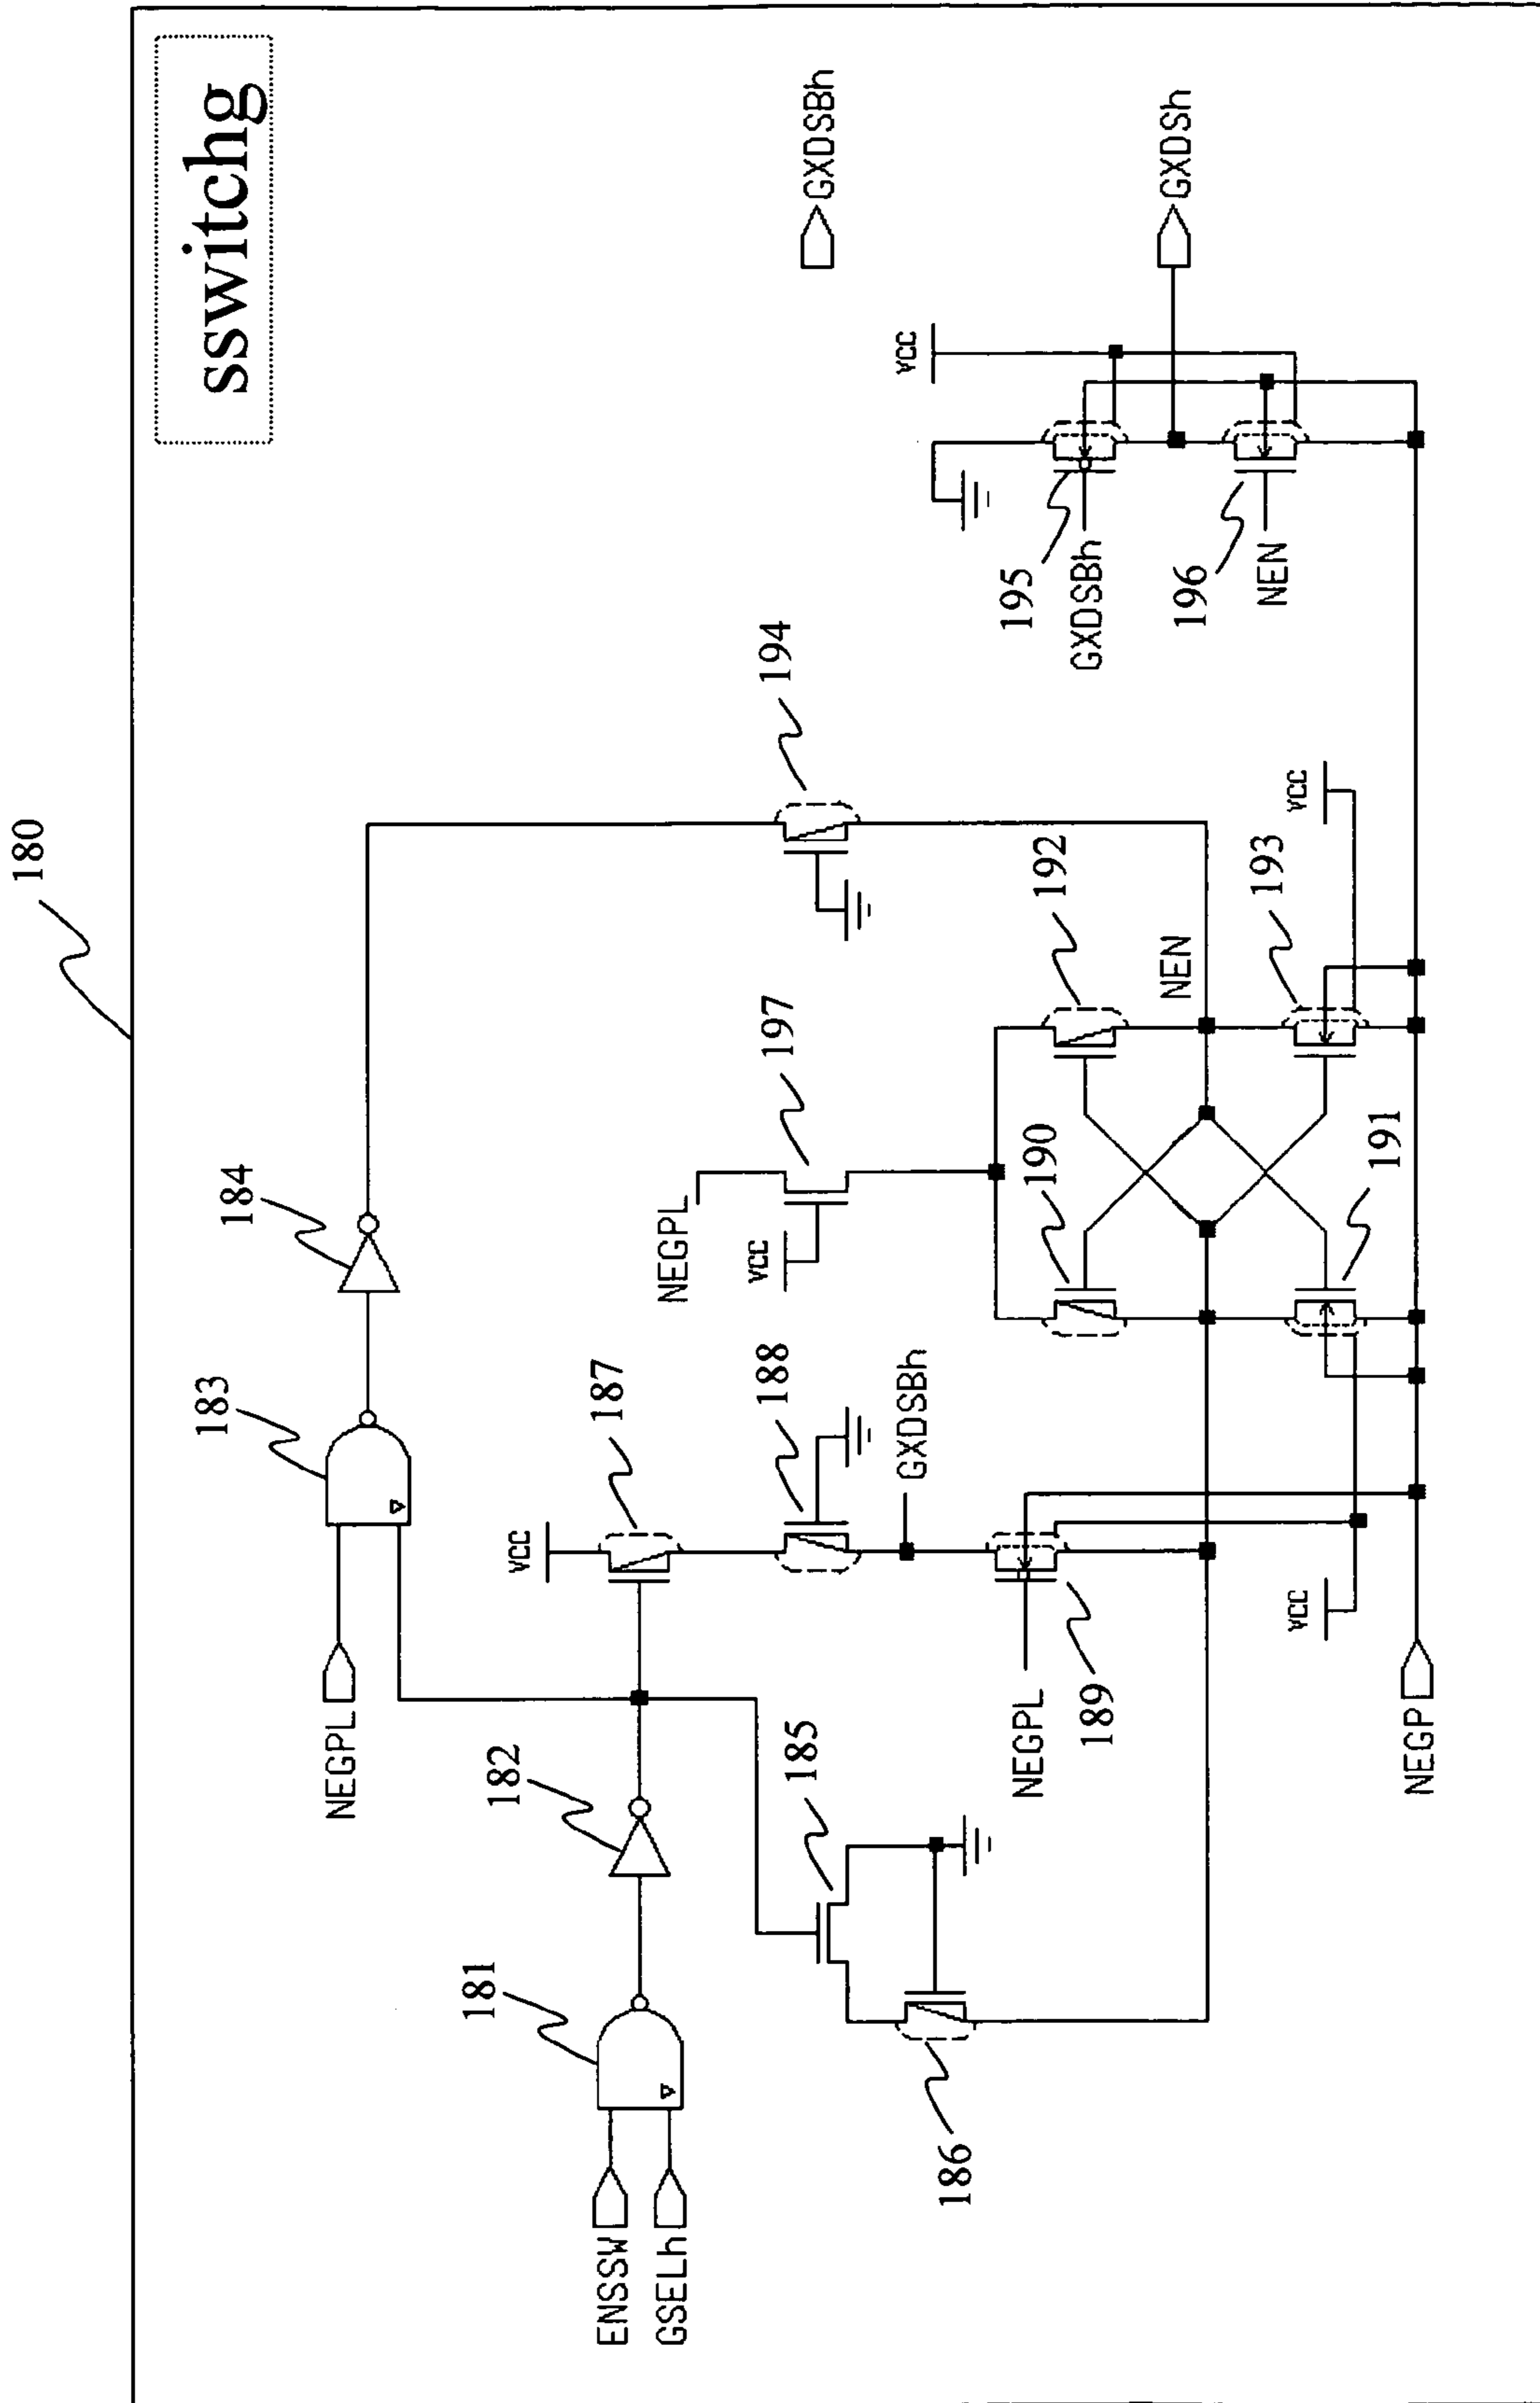 180
sswitchg
184
183
NEGPL
182
181
ENSSW
GSELh
VCC
187
188
185
186
NEGPL
VCC
197
194
GXDSBh
NEGPL
189
190
192
NEN
193
191
VCC
VCC
NEGP
VCC
195
GXDSBh
196
NEN
GXDSBh
GXDSh